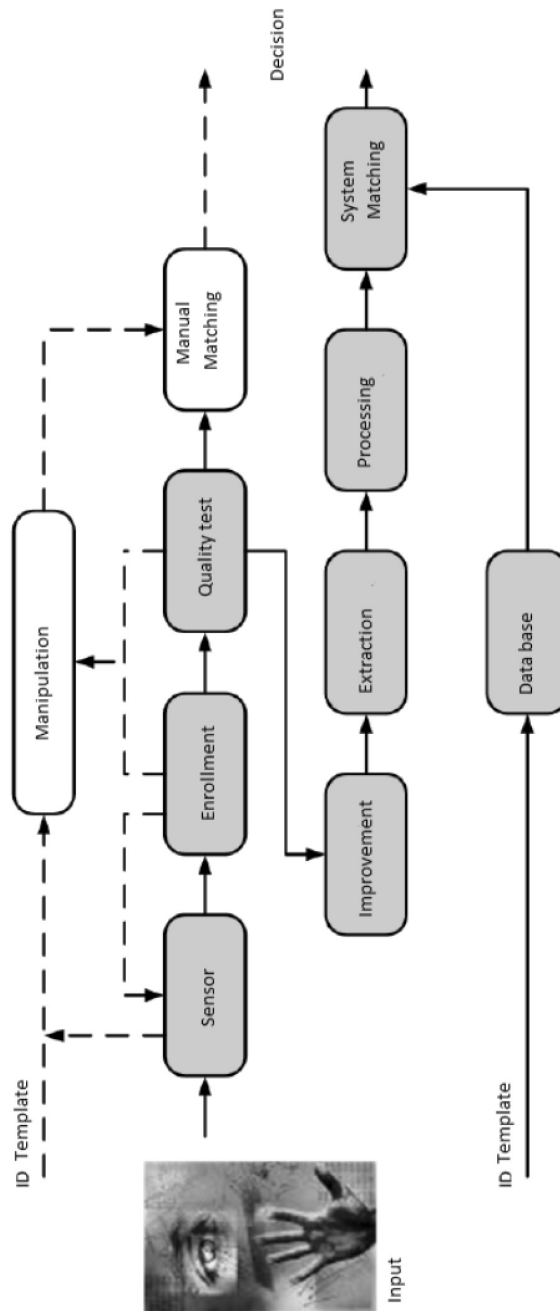 ID Template
Manipulation
Input
Sensor
Enrollment
Quality test
Manual
Matching
Decision
Improvement
Extraction
Processing
System
Matching
ID Template
Data base